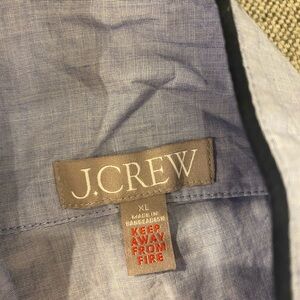 J.CREW
XL
MADE IN
BANGLADESH
KEEP
AWAY
FROM
FIRE